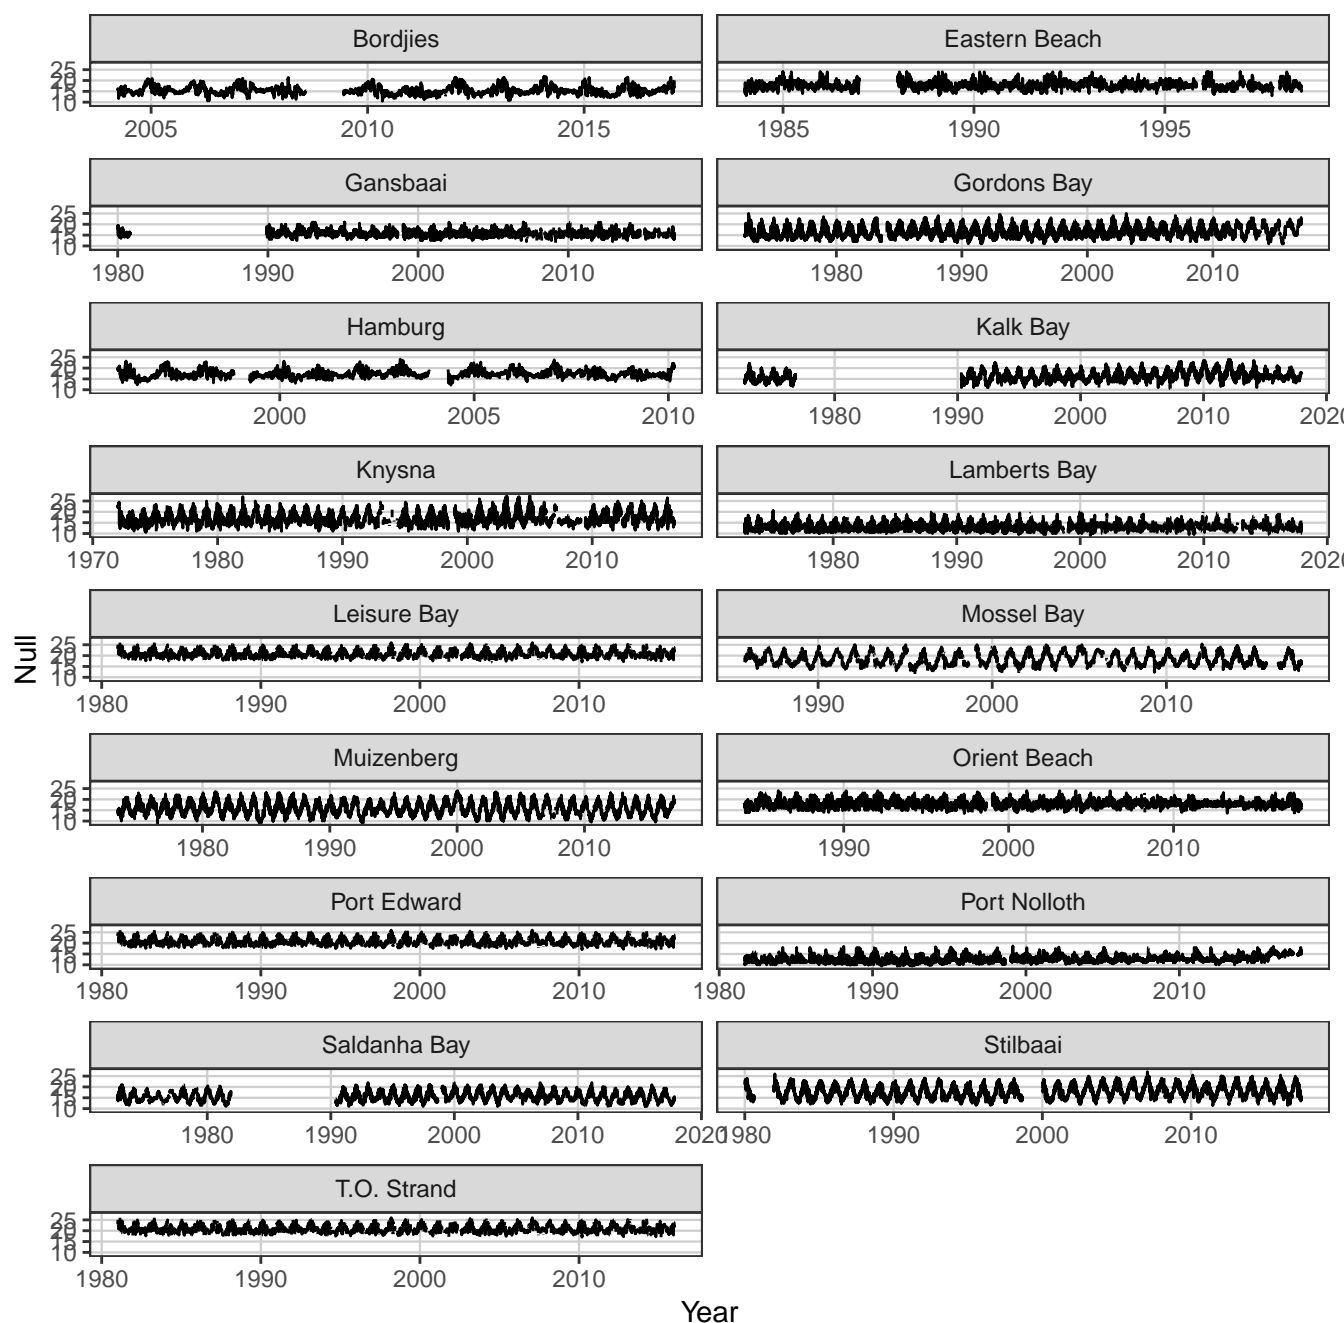 Bordjies Eastern Beach
25
20
15
10
2005 2010 2015 1985 1990 1995
Gansbaai Gordons Bay
25
20
15
10
1980 1990 2000 2010 1980 1990 2000 2010
Hamburg Kalk Bay
25
20
15
10
2000 2005 2010 1980 1990 2000 2010
Knysna Lamberts Bay
25
20
15
10
1970 1980 1990 2000 2010 1980 1990 2000 2010
Leisure Bay Mossel Bay
25
20
15
10
1980 1990 2000 2010 1990 2000 2010
Null
Muizenberg Orient Beach
25
20
15
10
1980 1990 2000 2010 1990 2000 2010
Port Edward Port Nolloth
25
20
15
10
1980 1990 2000 2010 1980 1990 2000 2010
Saldanha Bay Stilbaai
25
20
15
10
1980 1990 2000 2010 2020 1980 1990 2000 2010
T.O. Strand
25
20
15
10
1980 1990 2000 2010
Year